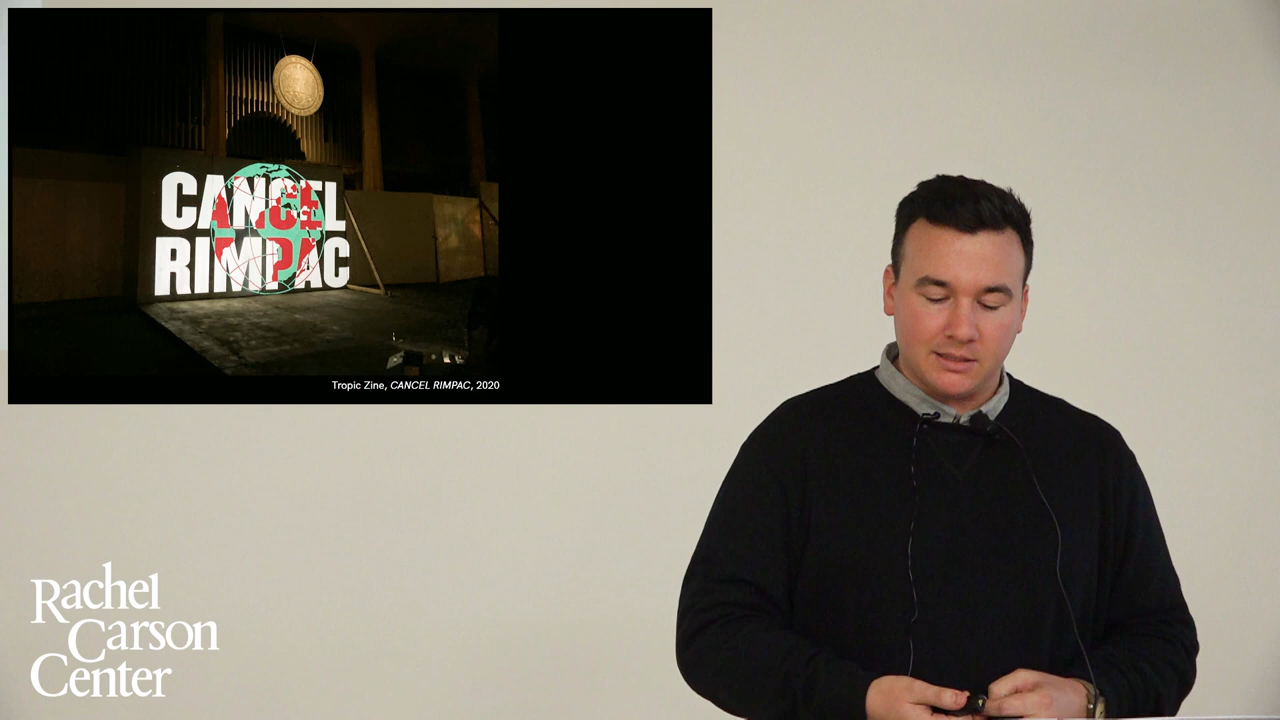 CANCEL
RIMPAC
Tropic Zine, CANCEL RIMPAC, 2020
Rachel
Carson
Center